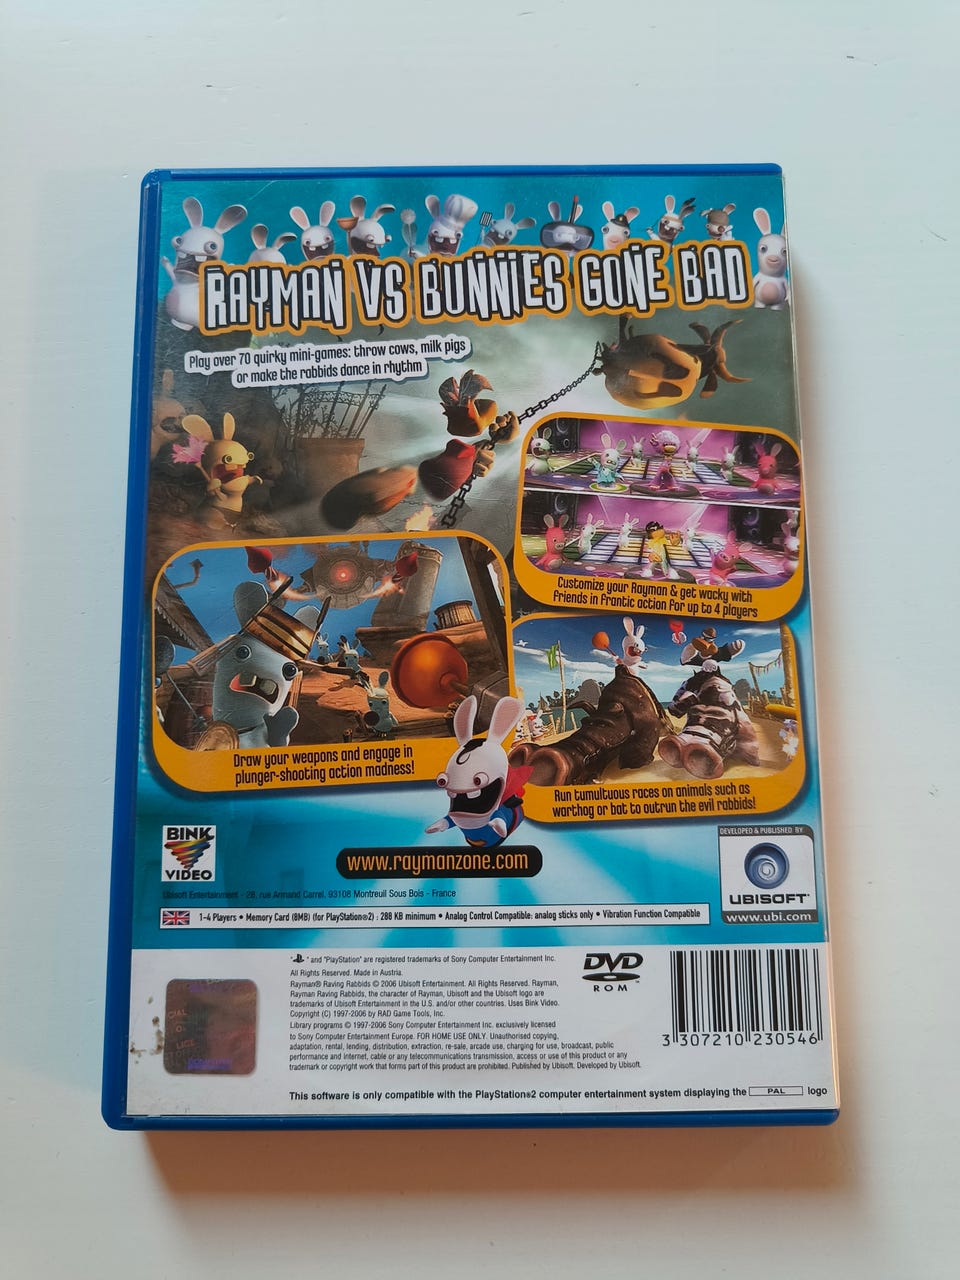 RAYMAN VS BUNNIES GONE BAD
Play over 70 quirky mini-games: throw cows, milk pigs
or make the rabbids dance in rhythm
Customize your Rayman & get wacky with
friends in frantic action for up to 4 players
Draw your weapons and engage in
plunger-shooting action madness!
Run tumultuous races on animals such as
warthog or bat to outrun the evil rabbids!
BINK
VIDEO
www.raymanzone.com
DEVELOPED & PUBLISHED BY
UBISOFT®
www.ubi.com
Ubisoft Entertainment - 28, rue Armand Carrel, 93108 Montreuil Sous Bois - France
1-4 Players • Memory Card (8MB) (for PlayStation®2) : 288 KB minimum • Analog Control Compatible: analog sticks only • Vibration Function Compatible
" " and "PlayStation" are registered trademarks of Sony Computer Entertainment Inc.
All Rights Reserved. Made in Austria.
Rayman® Raving Rabbids © 2006 Ubisoft Entertainment. All Rights Reserved. Rayman,
Rayman Raving Rabbids, the character of Rayman, Ubisoft and the Ubisoft logo are
trademarks of Ubisoft Entertainment in the U.S. and/or other countries. Uses Bink Video.
Copyright (C) 1997-2006 by RAD Game Tools, Inc.
Library programs © 1997-2006 Sony Computer Entertainment Inc. exclusively licensed
to Sony Computer Entertainment Europe. FOR HOME USE ONLY. Unauthorised copying,
adaptation, rental, lending, distribution, extraction, re-sale, arcade use, charging for use, broadcast, public
performance and internet, cable or any telecommunications transmission, access or use of this product or any
trademark or copyright work that forms part of this product are prohibited. Published by Ubisoft. Developed by Ubisoft.
DVD
ROM
3 307210 230546
This software is only compatible with the PlayStation®2 computer entertainment system displaying the PAL logo